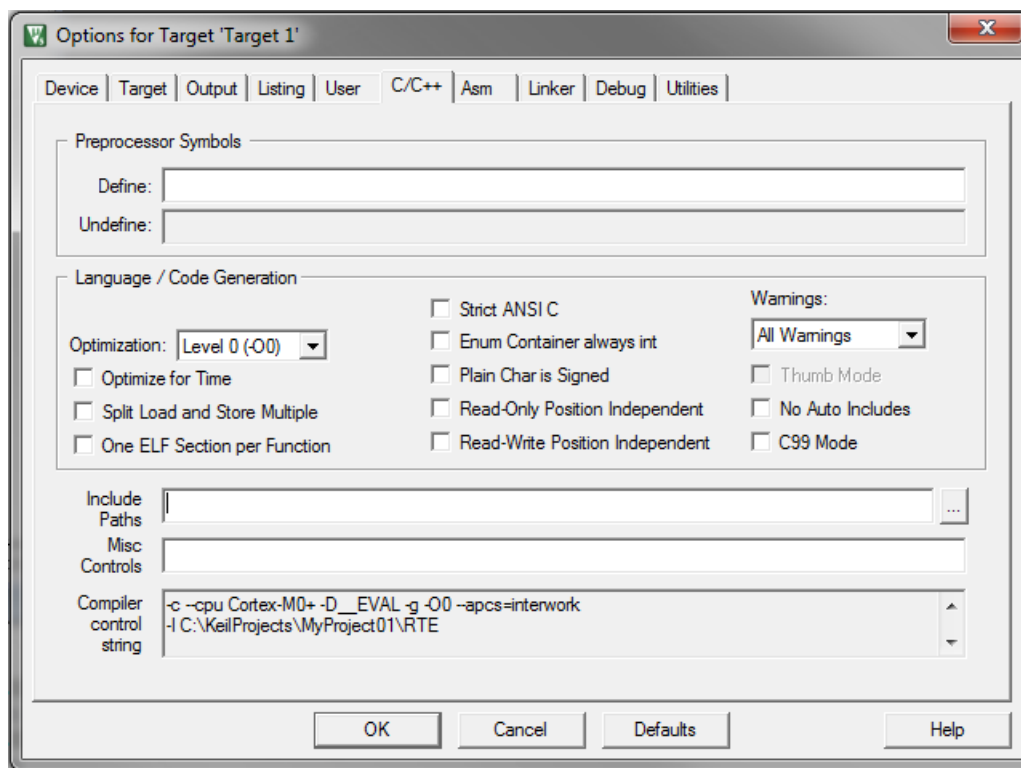 Options for Target 'Target 1'
Device Target Output Listing User C/C++ Asm Linker Debug Utilities
Preprocessor Symbols
Define:
Undefine:
Language / Code Generation
Optimization: Level 0 (-O0)
Optimize for Time
Split Load and Store Multiple
One ELF Section per Function
Strict ANSI C
Enum Container always int
Plain Char is Signed
Read-Only Position Independent
Read-Write Position Independent
Warnings:
All Warnings
Thumb Mode
No Auto Includes
C99 Mode
Include
Paths
...
Misc
Controls
Compiler
control
string
-c --cpu Cortex-M0+ -D__EVAL -g -O0 --apcs=interwork
-I C:\KeilProjects\MyProject01\RTE
OK Cancel Defaults Help